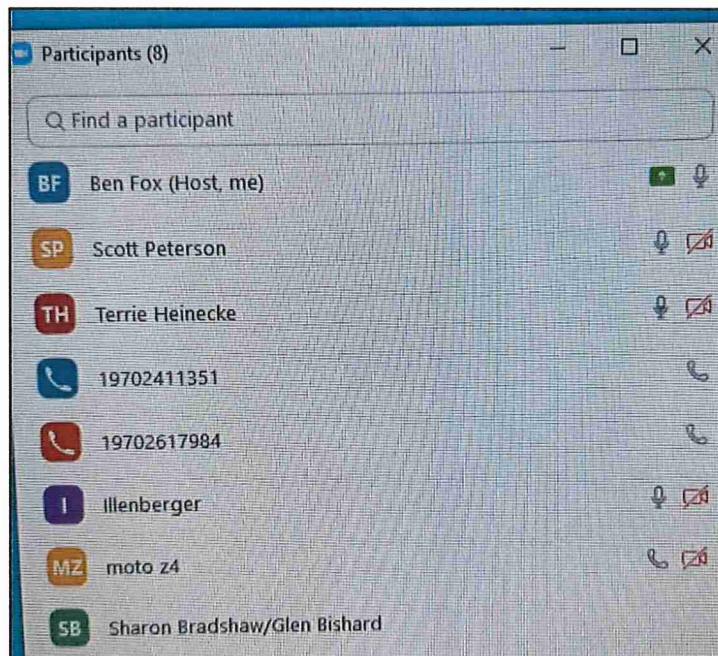 Participants (8)
Find a participant
BF Ben Fox (Host, me)
SP Scott Peterson
TH Terrie Heinecke
19702411351
19702617984
I Illenberger
MZ moto z4
SB Sharon Bradshaw/Glen Bishard